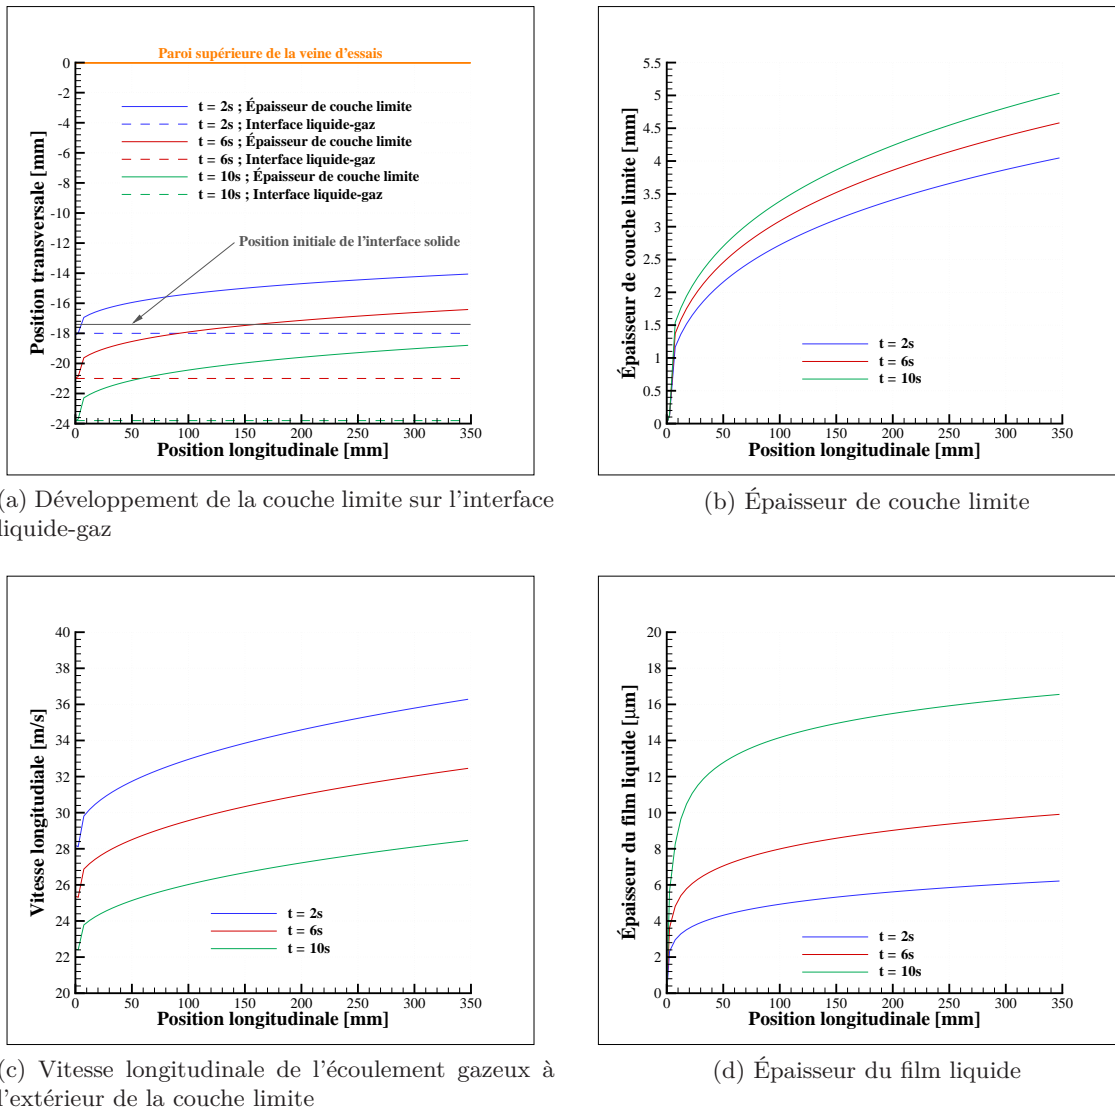 Paroi supérieure de la veine d'essais
0
-2
-4
-6
-8
-10
-12
-14
-16
-18
-20
-22
-24
Position transversale [mm]
t = 2s ; Épaisseur de couche limite
t = 2s ; Interface liquide-gaz
t = 6s ; Épaisseur de couche limite
t = 6s ; Interface liquide-gaz
t = 10s ; Épaisseur de couche limite
t = 10s ; Interface liquide-gaz
Position initiale de l'interface solide
0 50 100 150 200 250 300 350
Position longitudinale [mm]
(a) Développement de la couche limite sur l'interface
liquide-gaz
5.5
5
4.5
4
3.5
3
2.5
2
1.5
1
0.5
0
Épaisseur de couche limite [mm]
t = 2s
t = 6s
t = 10s
0 50 100 150 200 250 300 350
Position longitudinale [mm]
(b) Épaisseur de couche limite
40
38
36
34
32
30
28
26
24
22
20
Vitesse longitudiale [m/s]
t = 2s
t = 6s
t = 10s
0 50 100 150 200 250 300 350
Position longitudinale [mm]
(c) Vitesse longitudinale de l'écoulement gazeux à
l'extérieur de la couche limite
20
18
16
14
12
10
8
6
4
2
0
Épaisseur du film liquide [μm]
t = 2s
t = 6s
t = 10s
0 50 100 150 200 250 300 350
Position longitudinale [mm]
(d) Épaisseur du film liquide